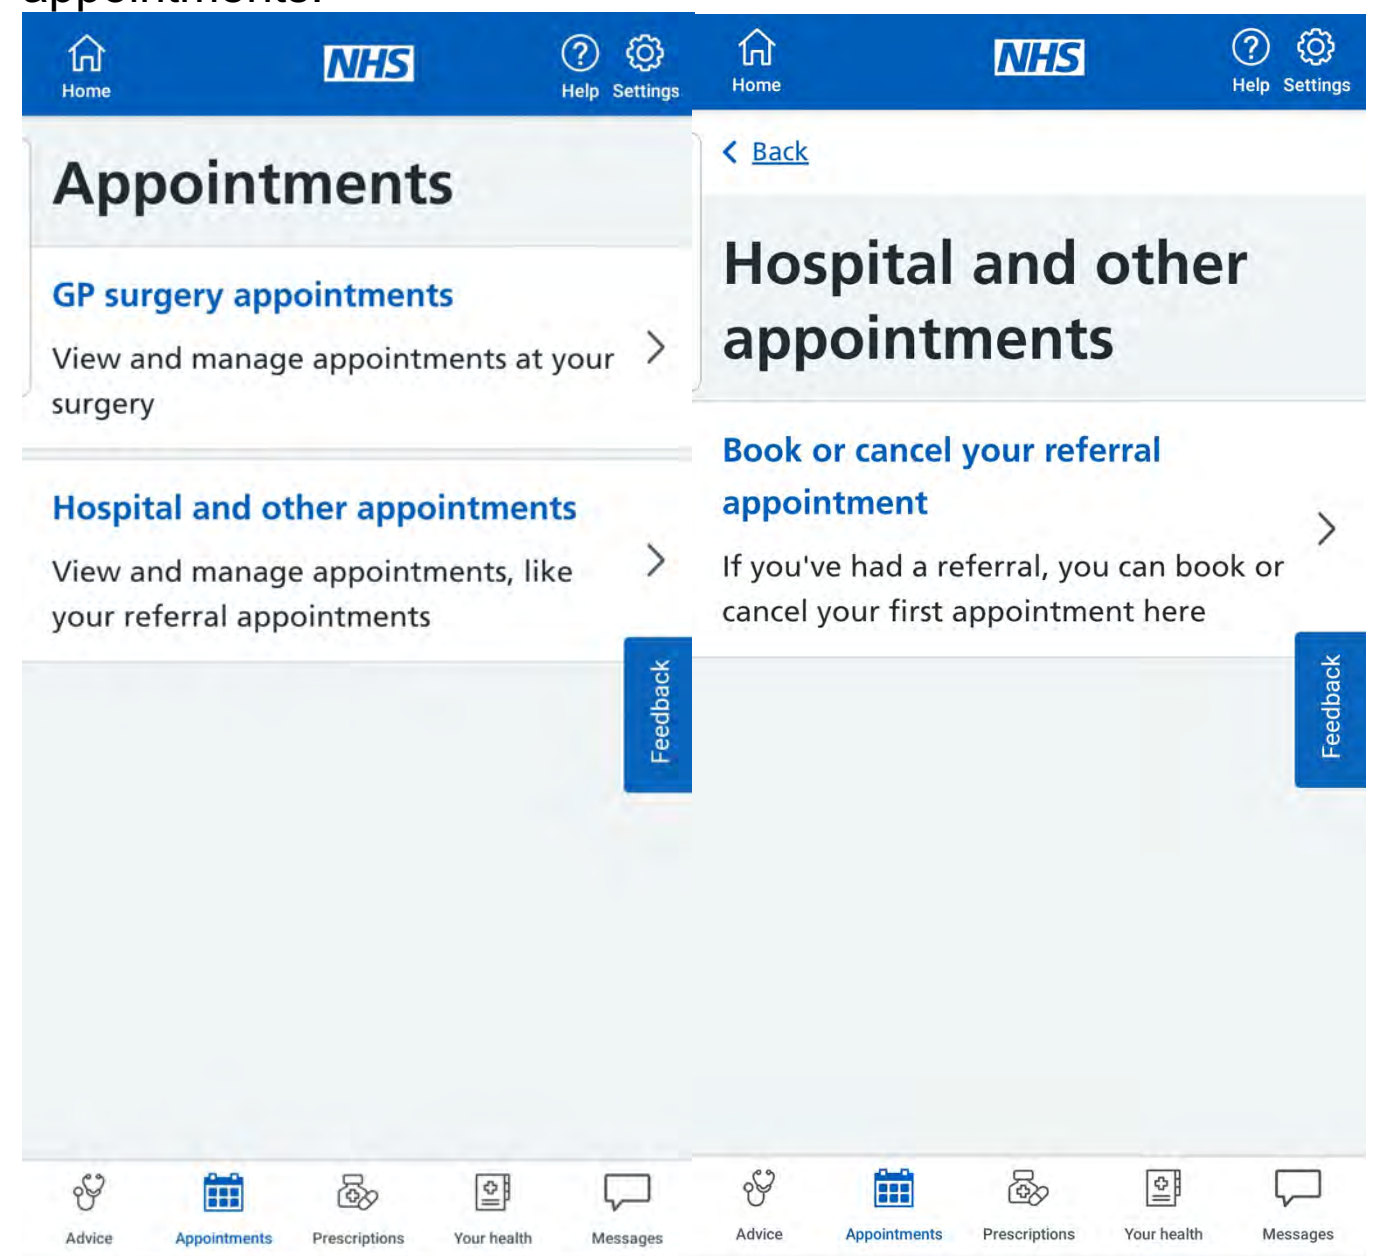 appointments.
Home
NHS
Help Settings
Appointments
GP surgery appointments
View and manage appointments at your
surgery
Hospital and other appointments
View and manage appointments, like
your referral appointments
Feedback
Advice
Appointments
Prescriptions
Your health
Messages
Home
NHS
Help Settings
Back
Hospital and other
appointments
Book or cancel your referral
appointment
If you've had a referral, you can book or
cancel your first appointment here
Feedback
Advice
Appointments
Prescriptions
Your health
Messages